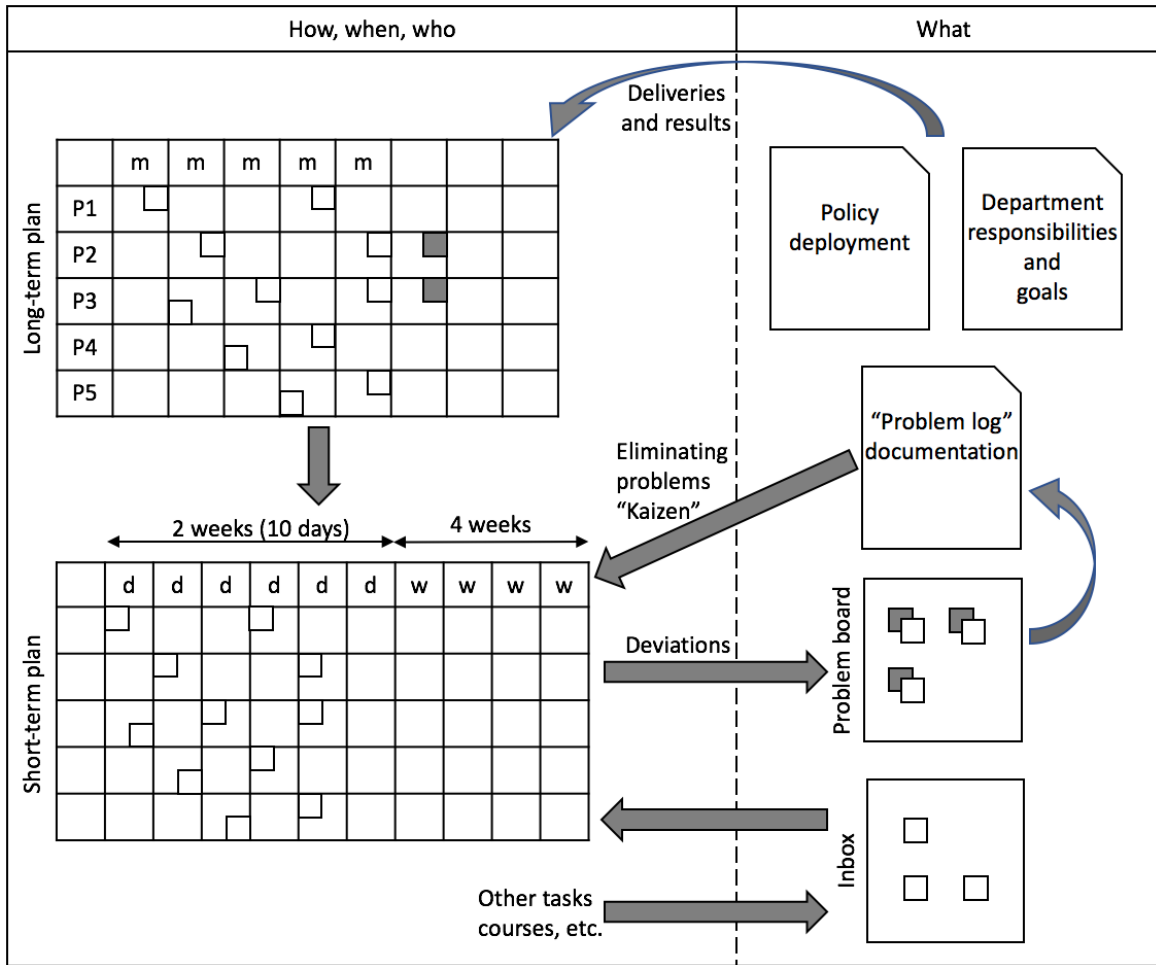 How, when, who
What
Deliveries
and results
m m m m m
P1
P2
P3
P4
P5
Long-term plan
Policy
deployment
Department
responsibilities
and
goals
“Problem log”
documentation
Eliminating
problems
“Kaizen”
2 weeks (10 days)
4 weeks
d d d d d d w w w w
Short-term plan
Deviations
Problem board
Inbox
Other tasks
courses, etc.